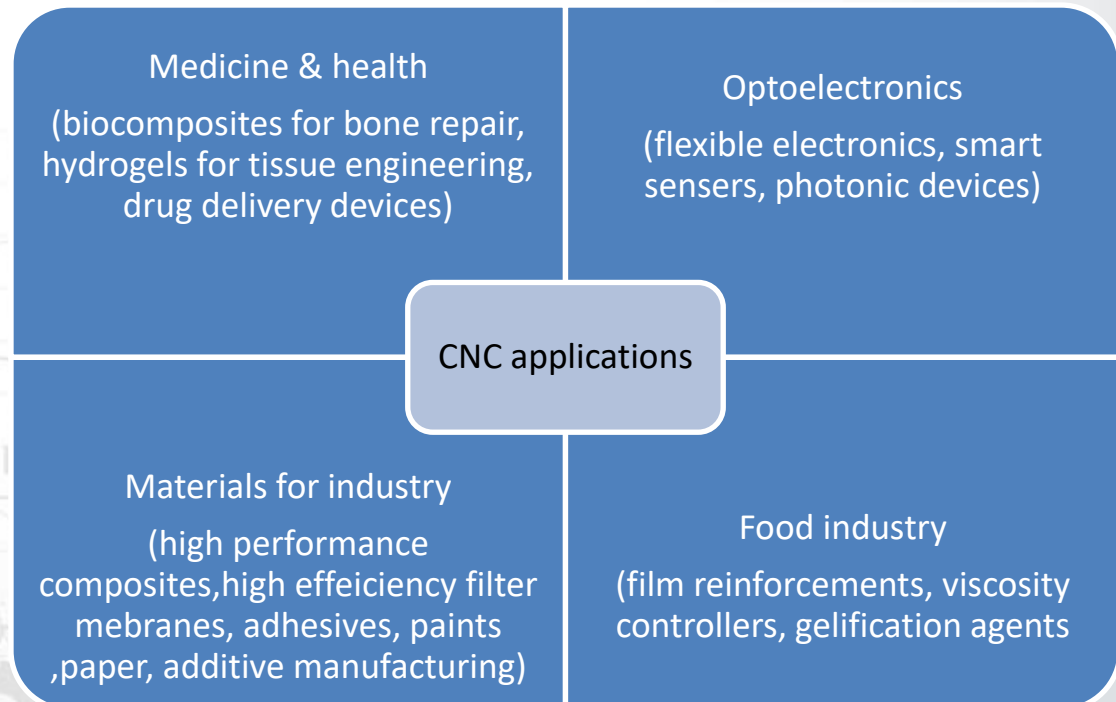 Medicine & health
(biocomposites for bone repair,
hydrogels for tissue engineering,
drug delivery devices)
Optoelectronics
(flexible electronics, smart
sensers, photonic devices)
CNC applications
Materials for industry
(high performance
composites,high effeiciency filter
mebranes, adhesives, paints
,paper, additive manufacturing)
Food industry
(film reinforcements, viscosity
controllers, gelification agents